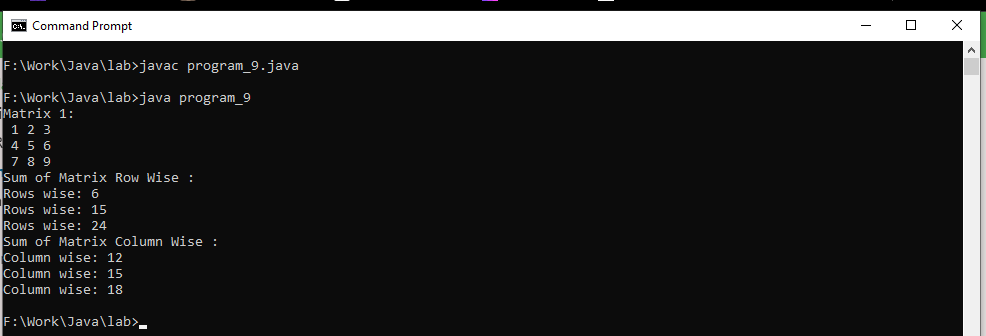 Command Prompt
F:\Work\Java\lab>javac program_9.java
F:\Work\Java\lab>java program_9
Matrix 1:
 1 2 3
 4 5 6
 7 8 9
Sum of Matrix Row Wise :
Rows wise: 6
Rows wise: 15
Rows wise: 24
Sum of Matrix Column Wise :
Column wise: 12
Column wise: 15
Column wise: 18
F:\Work\Java\lab>